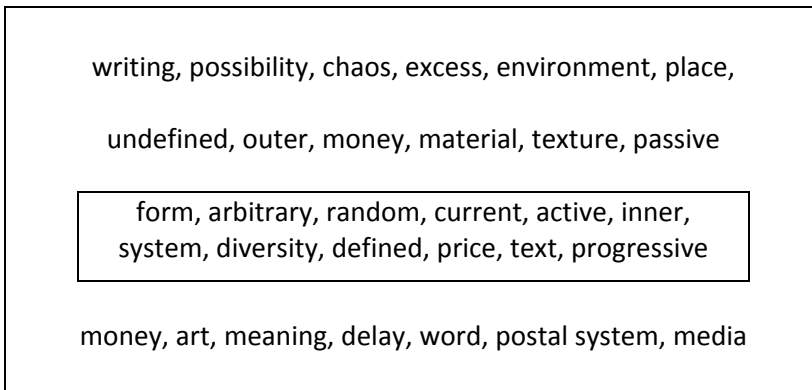 writing, possibility, chaos, excess, environment, place,
undefined, outer, money, material, texture, passive
form, arbitrary, random, current, active, inner,
system, diversity, defined, price, text, progressive
money, art, meaning, delay, word, postal system, media